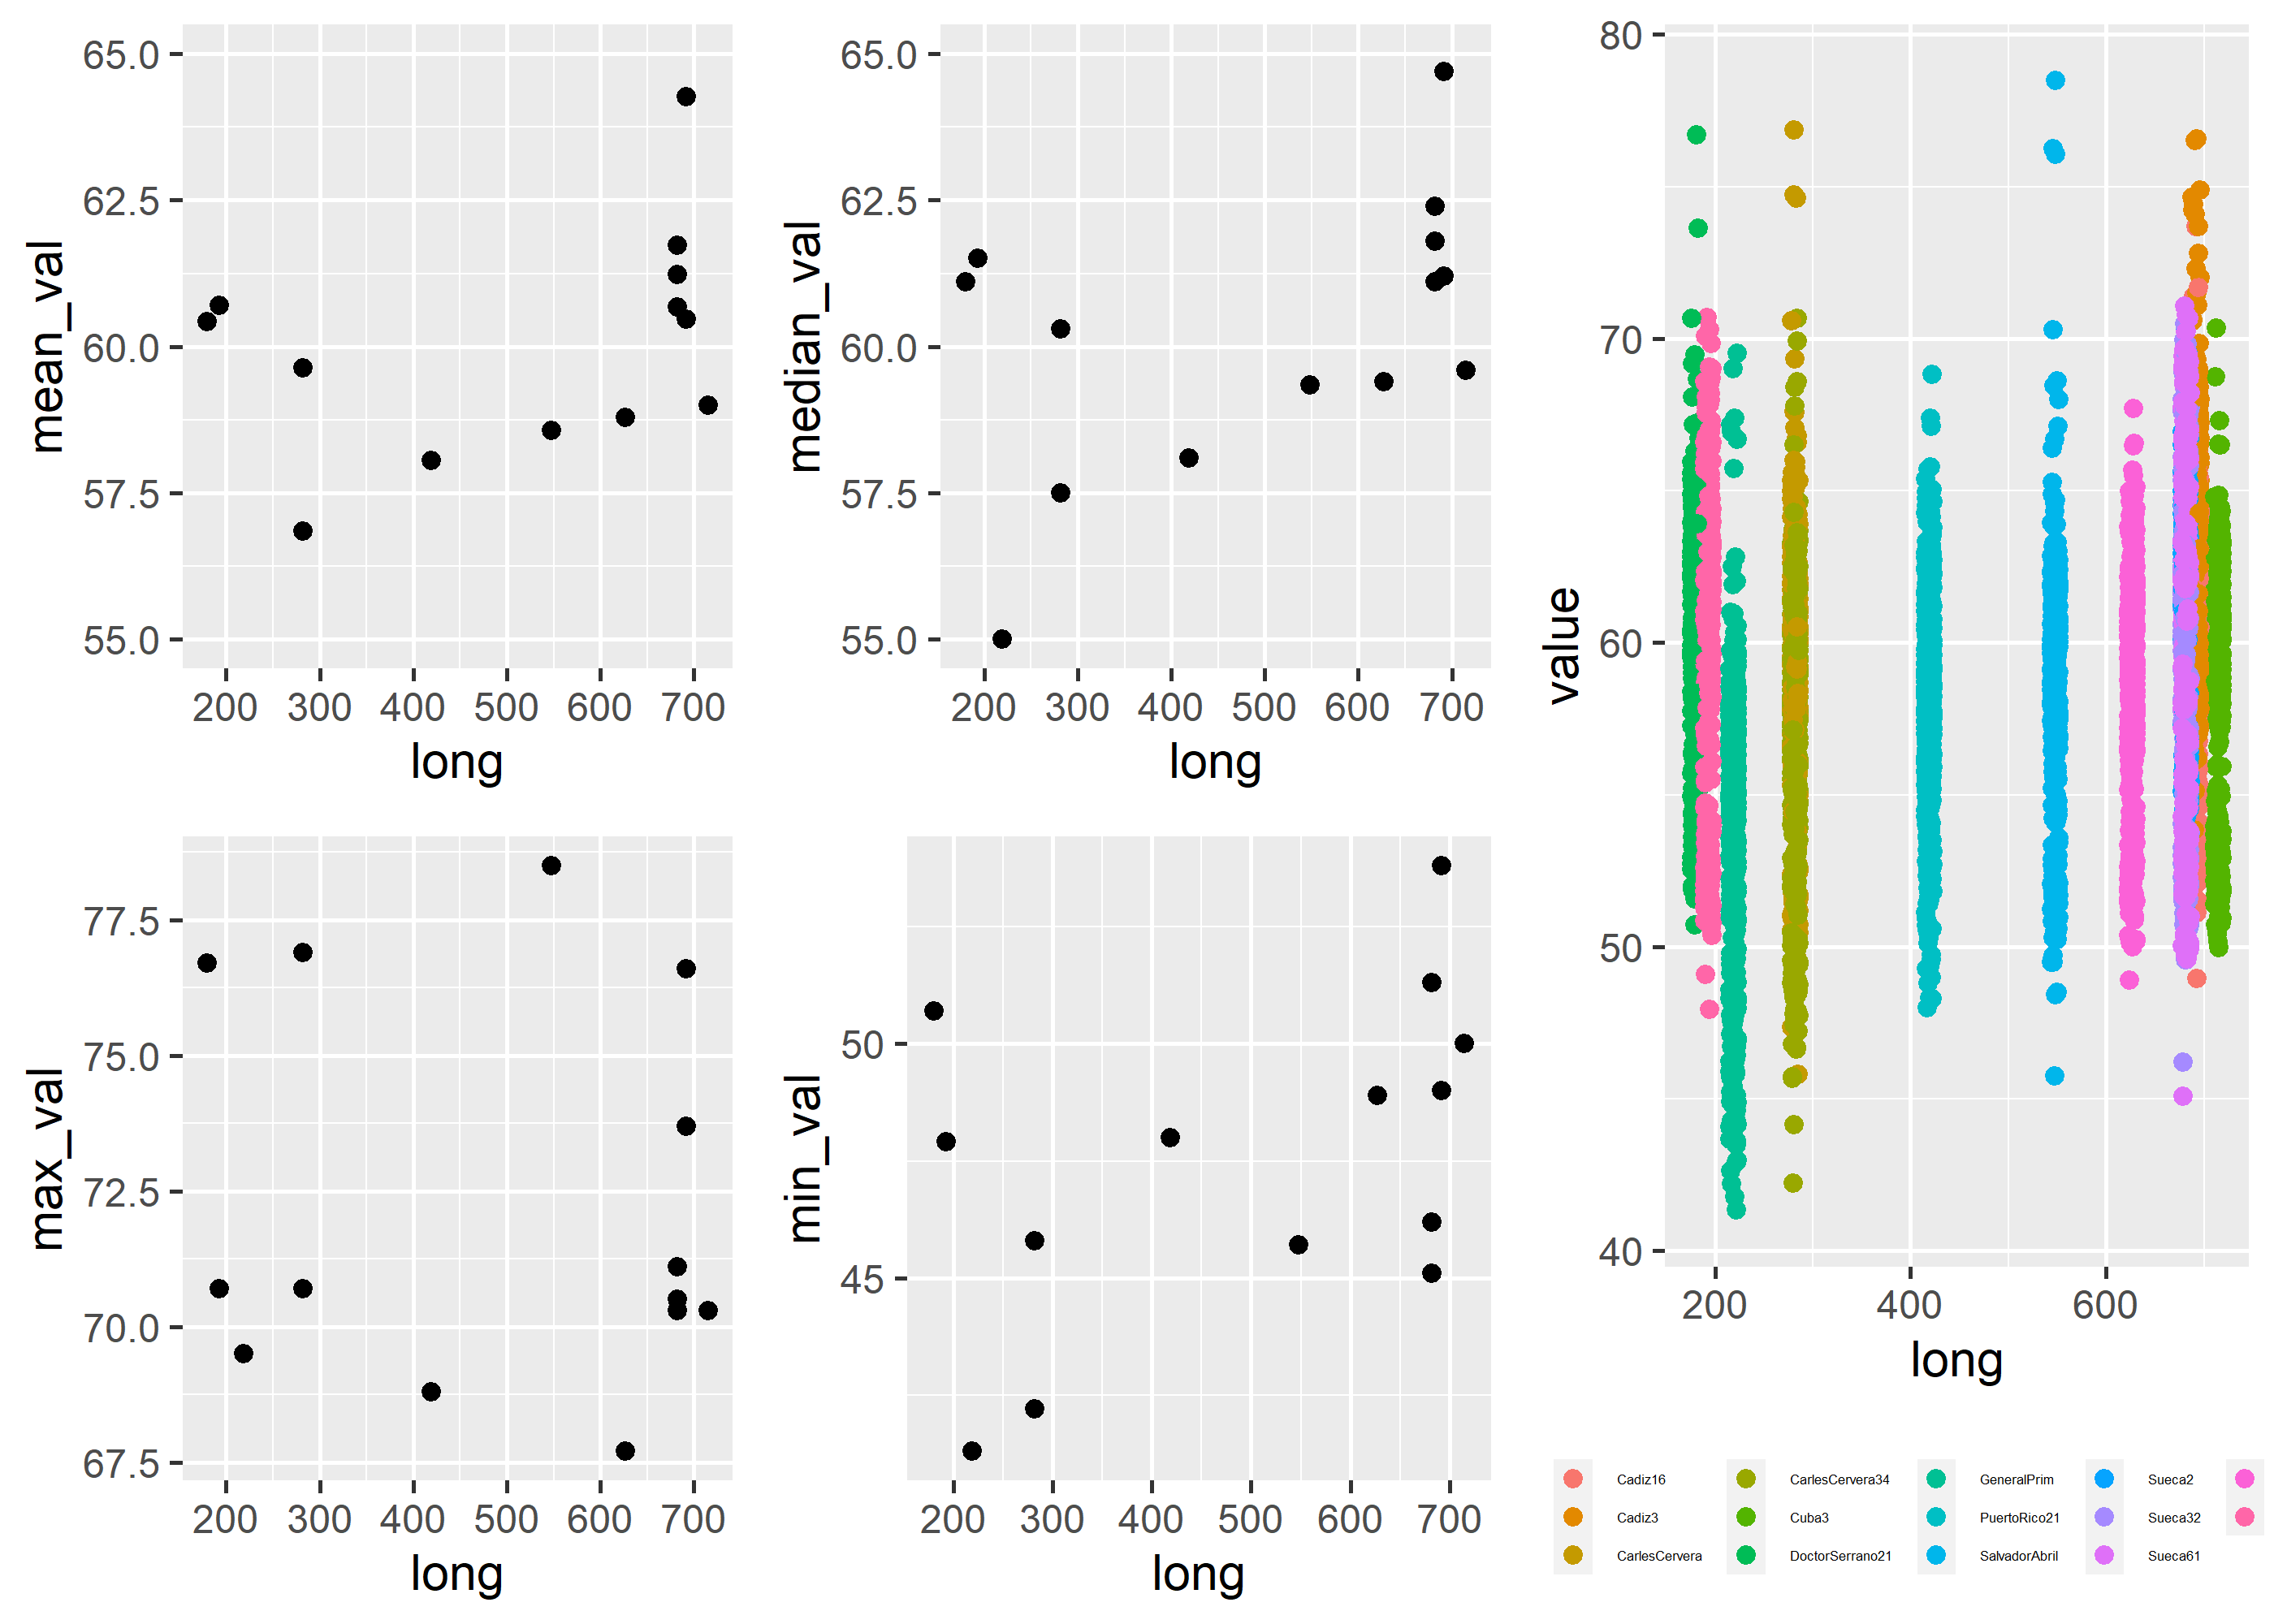 65.0
62.5
60.0
57.5
55.0
mean_val
200 300 400 500 600 700
long
65.0
62.5
60.0
57.5
55.0
median_val
200 300 400 500 600 700
long
77.5
75.0
72.5
70.0
67.5
max_val
200 300 400 500 600 700
long
50
45
min_val
200 300 400 500 600 700
long
80
70
60
50
40
value
200 400 600
long
Cadiz16 CarlesCervera34 GeneralPrim Sueca2
Cadiz3 Cuba3 PuertoRico21 Sueca32
CarlesCervera DoctorSerrano21 SalvadorAbril Sueca61